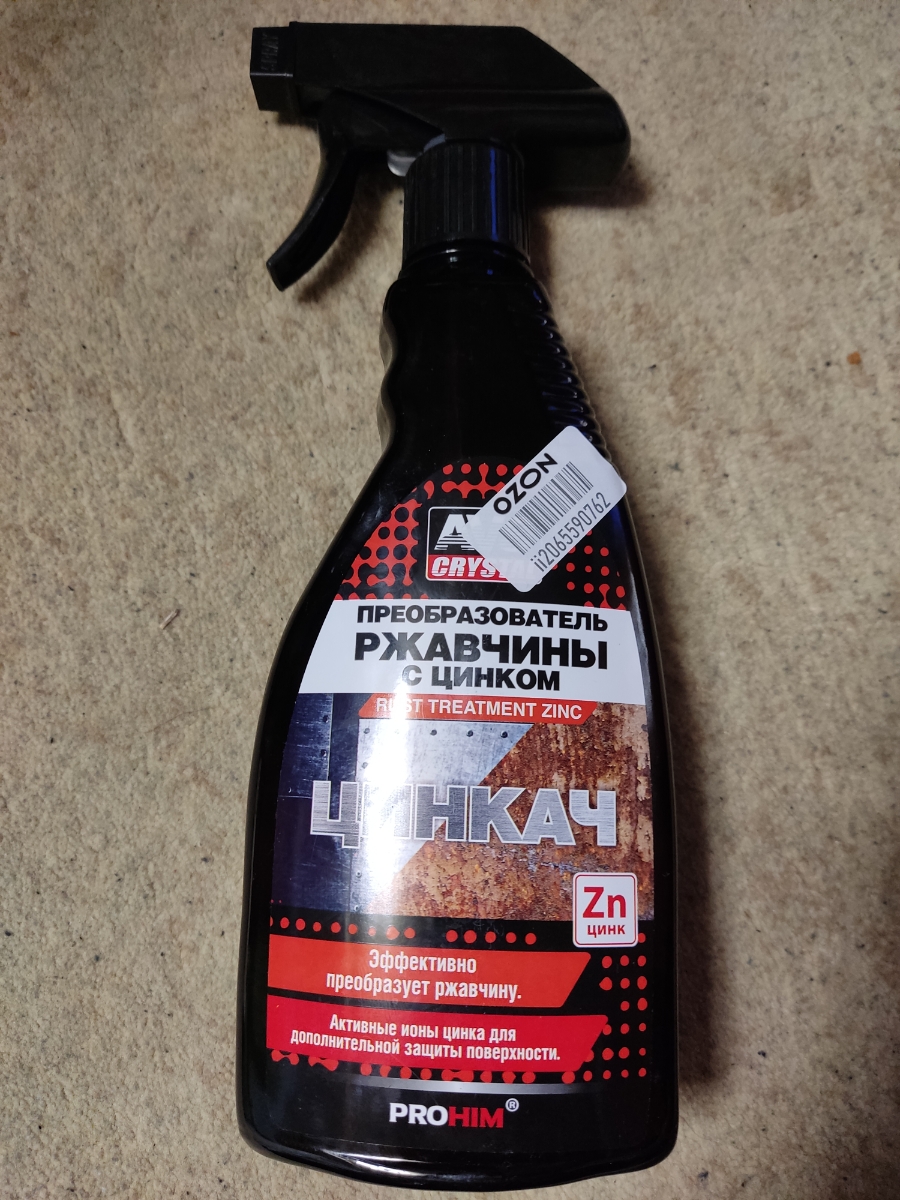 OZON
ii2065590762
ПРЕОБРАЗОВАТЕЛЬ
РЖАВЧИНЫ
С ЦИНКОМ
RUST TREATMENT ZINC
ЦИНКАЧ
Zn
ЦИНК
Эффективно
преобразует ржавчину.
Активные ионы цинка для
дополнительной защиты поверхности.
PROHIM®